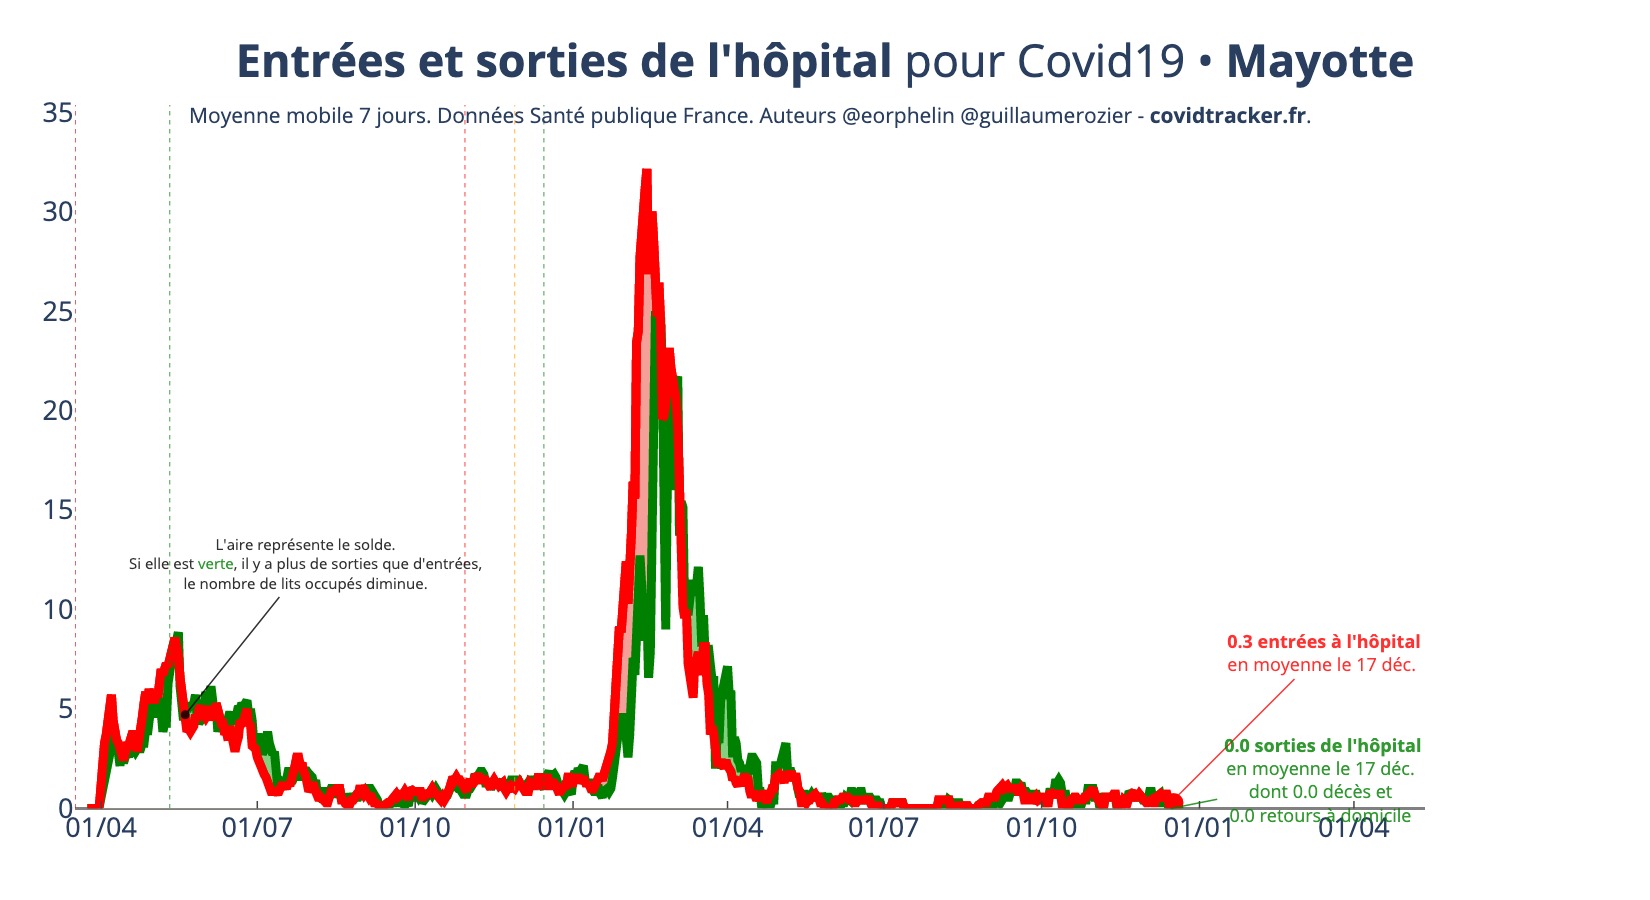 Entrées et sorties de l'hôpital pour Covid19 • Mayotte
Moyenne mobile 7 jours. Données Santé publique France. Auteurs @eorphelin @guillaumerozier - covidtracker.fr.
35
30
25
20
15
10
5
0
L'aire représente le solde.
Si elle est verte, il y a plus de sorties que d'entrées,
le nombre de lits occupés diminue.
0.3 entrées à l'hôpital
en moyenne le 17 déc.
0.0 sorties de l'hôpital
en moyenne le 17 déc.
dont 0.0 décès et
0.0 retours à domicile
01/04 01/07 01/10 01/01 01/04 01/07 01/10 01/01 01/04